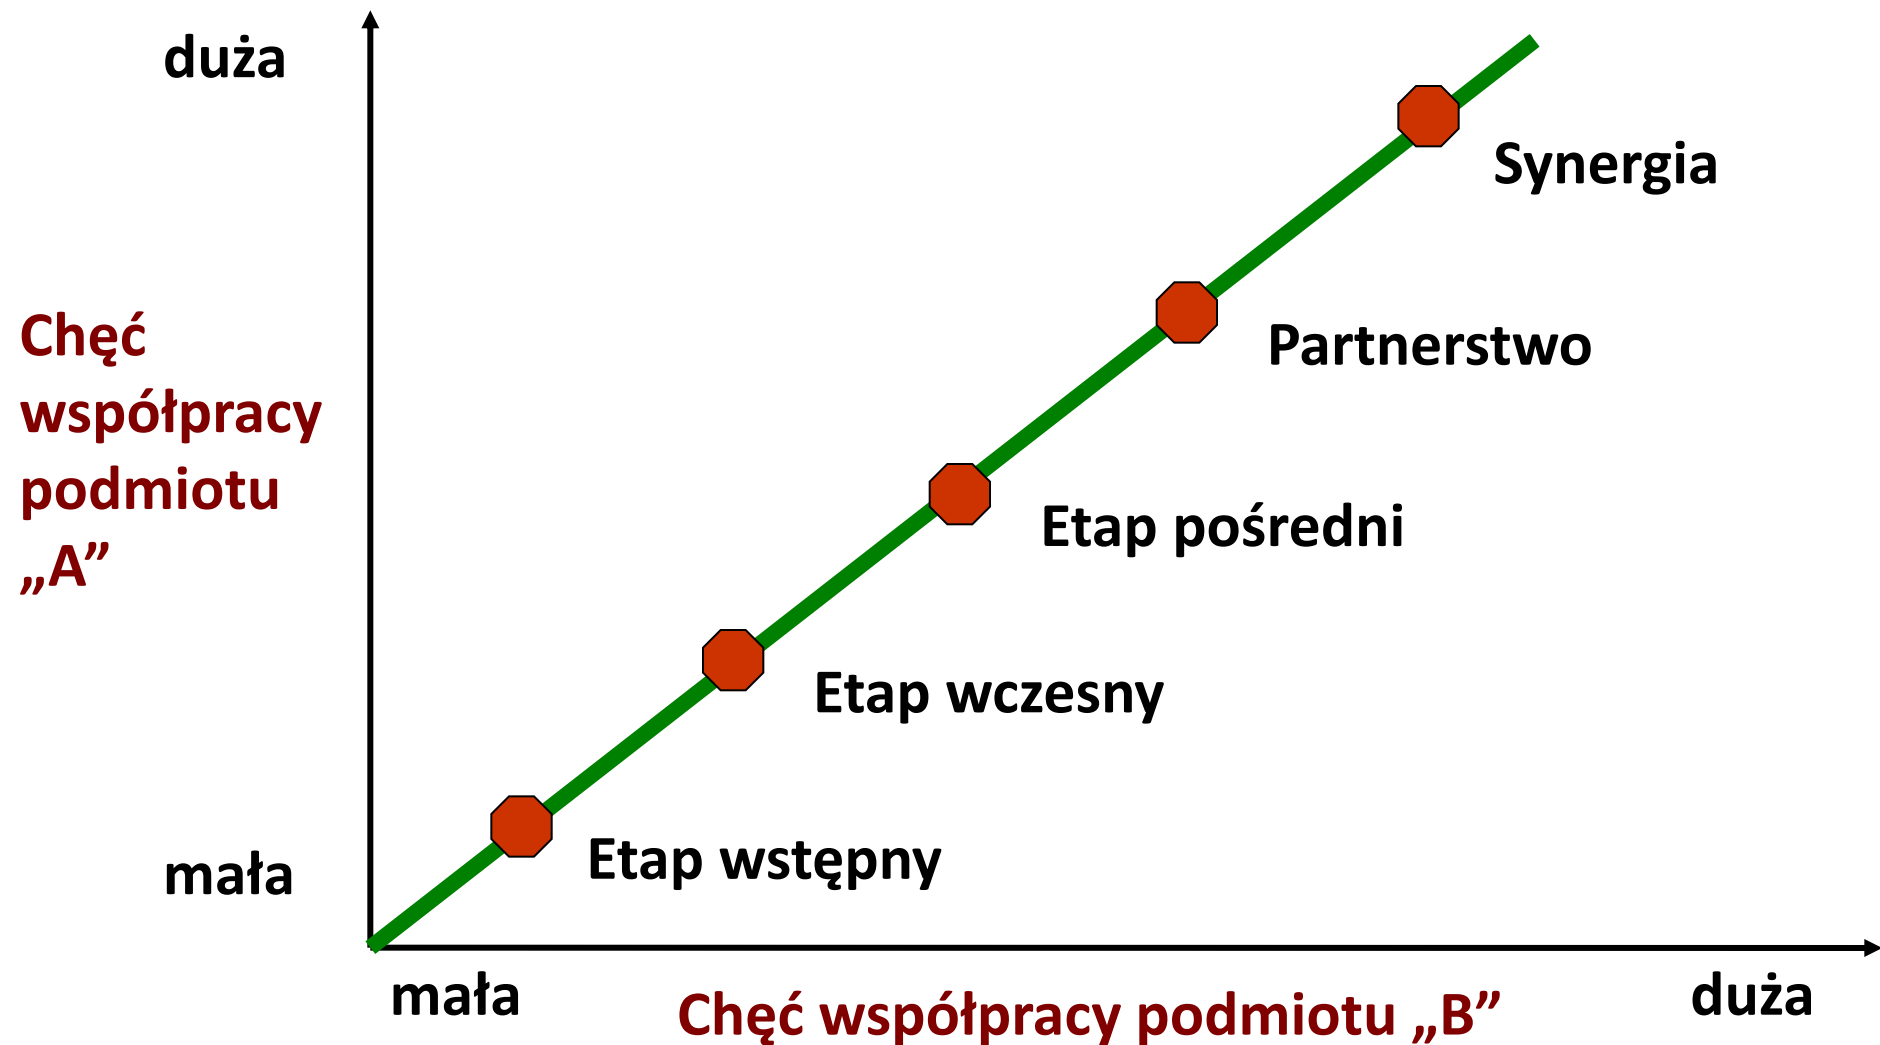 duża
Synergia
Chęć
współpracy
podmiotu
„A”
Partnerstwo
Etap pośredni
Etap wczesny
Etap wstępny
mała
mała
Chęć współpracy podmiotu „B”
duża